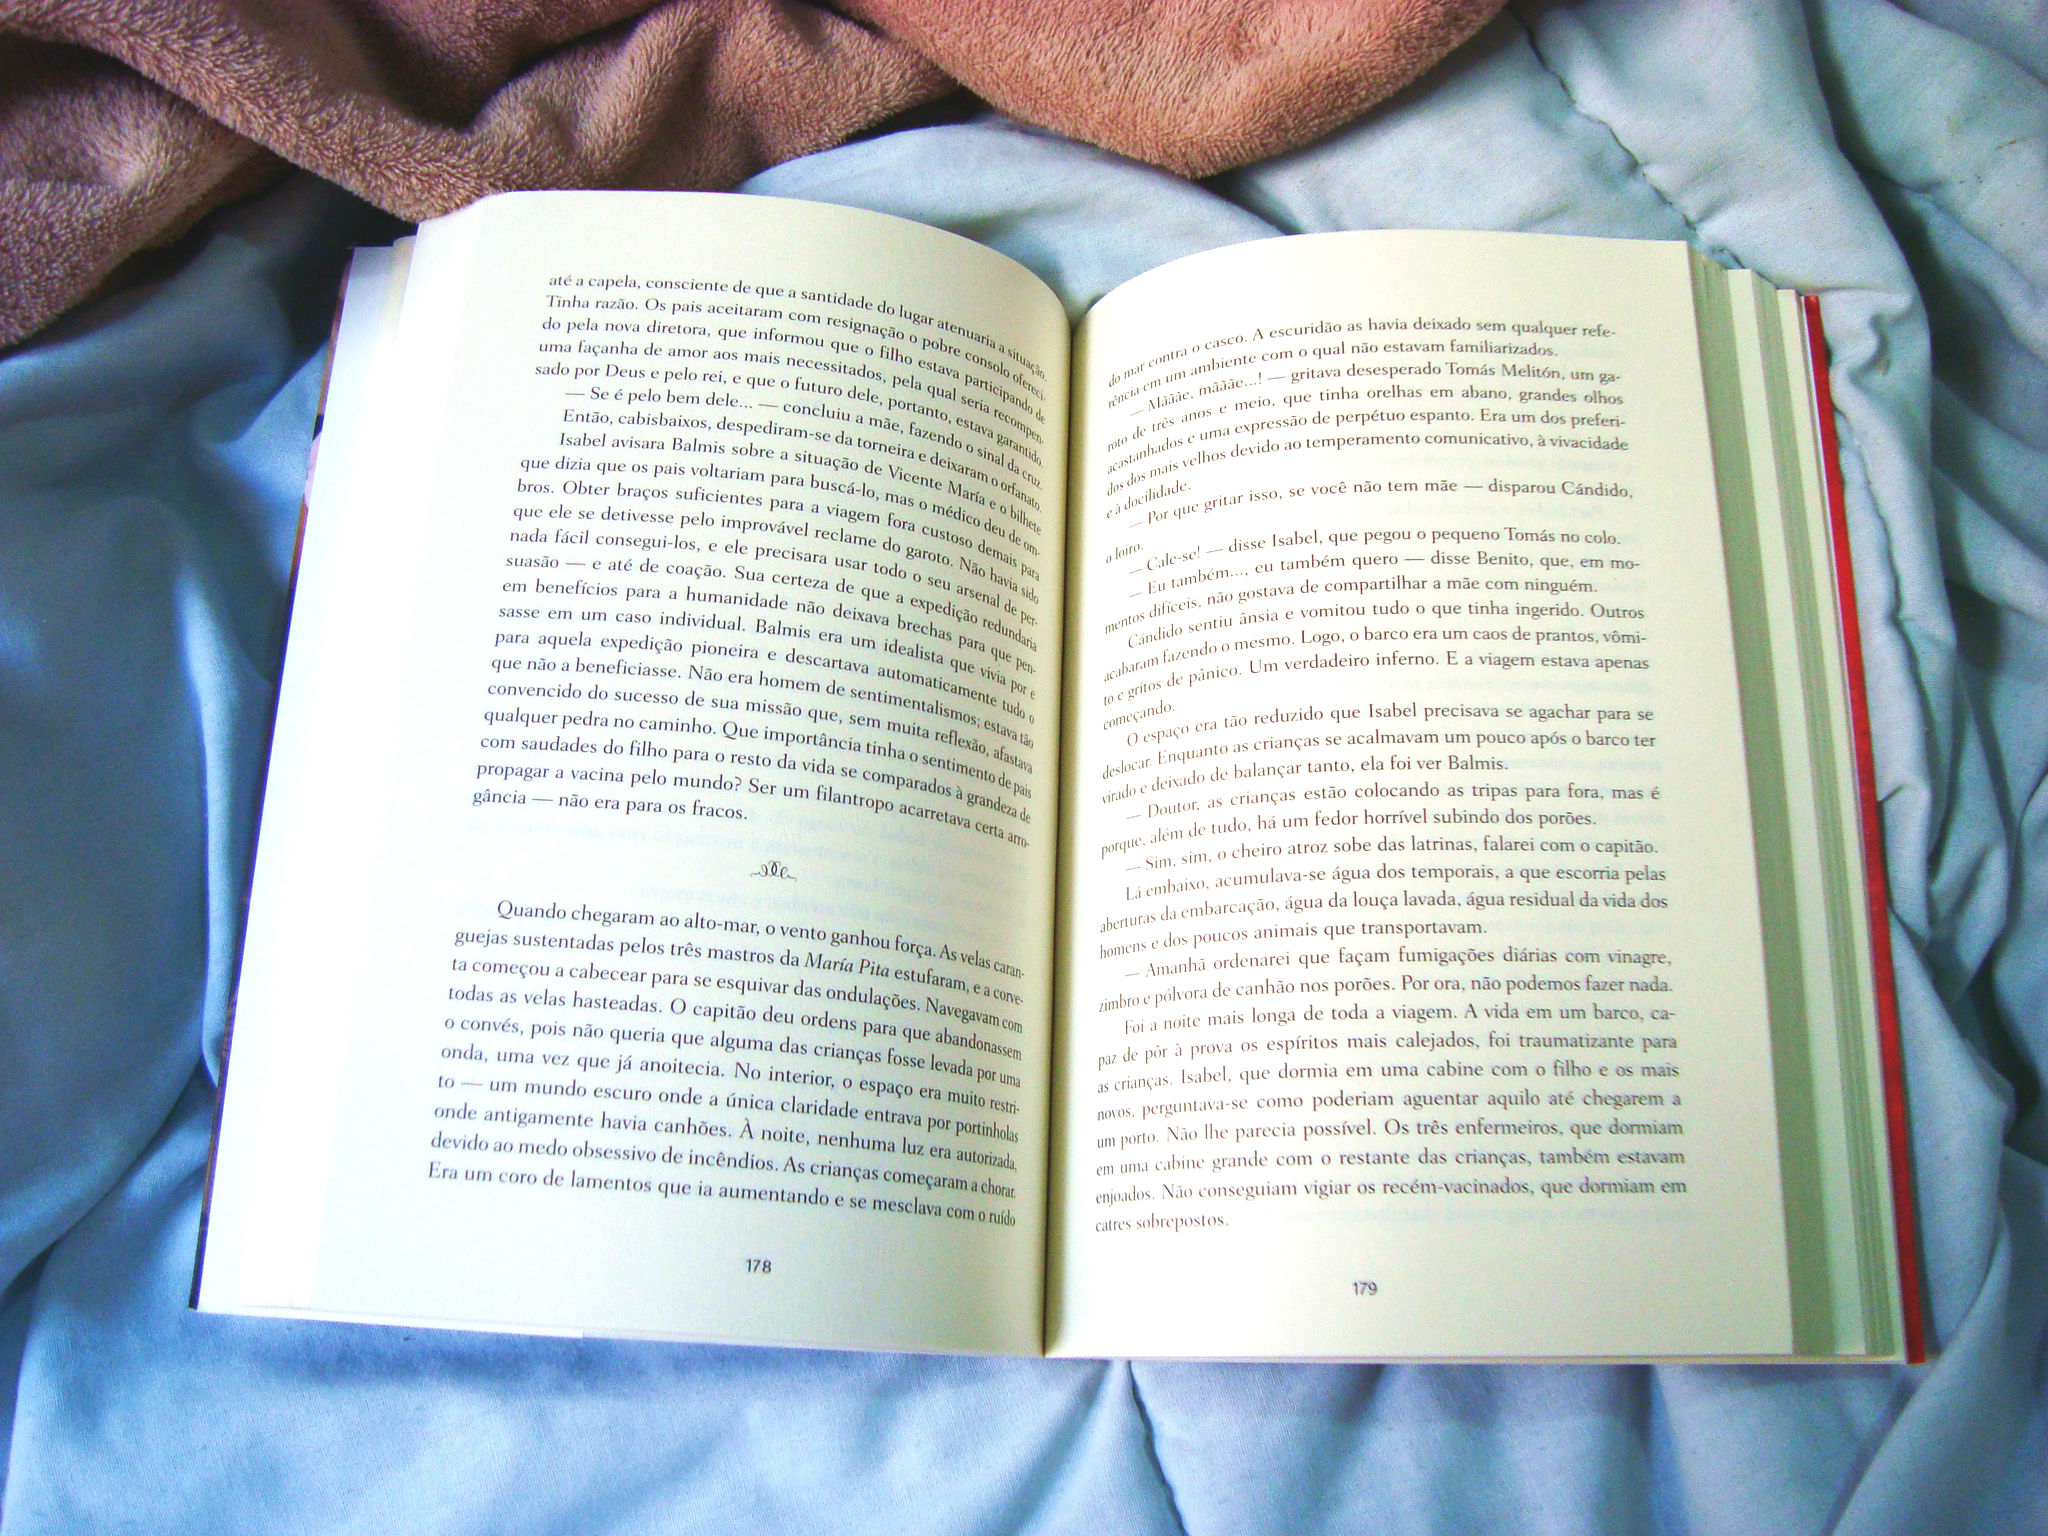 até a capela, consciente de que a santidade do lugar atenuaria a situação.
Tinha razão. Os pais aceitaram com resignação o pobre consolo ofereci-
do pela nova diretora, que informou que o filho estava participando de
uma façanha de amor aos mais necessitados, pela qual seria recompen-
sado por Deus e pelo rei, e que o futuro dele, portanto, estava garantido.
— Se é pelo bem dele... — concluiu a mãe, fazendo o sinal da cruz.
Então, cabisbaixos, despediram-se da torneira e deixaram o orfanato.
Isabel avisara Balmis sobre a situação de Vicente María e o bilhete
que dizia que os pais voltariam para buscá-lo, mas o médico deu de om-
bros. Obter braços suficientes para a viagem fora custoso demais para
que ele se detivesse pelo improvável reclame do garoto. Não havia sido
nada fácil consegui-los, e ele precisara usar todo o seu arsenal de per-
suasão — e até de coação. Sua certeza de que a expedição redundaria
em benefícios para a humanidade não deixava brechas para que pen-
sasse em um caso individual. Balmis era um idealista que vivia por e
para aquela expedição pioneira e descartava automaticamente tudo o
que não a beneficiasse. Não era homem de sentimentalismos; estava tão
convencido do sucesso de sua missão que, sem muita reflexão, afastava
qualquer pedra no caminho. Que importância tinha o sentimento de pais
com saudades do filho para o resto da vida se comparados à grandeza de
propagar a vacina pelo mundo? Ser um filantropo acarretava certa arro-
gância — não era para os fracos.
Quando chegaram ao alto-mar, o vento ganhou força. As velas caran-
guejas sustentadas pelos três mastros da María Pita estufaram, e a corve-
ta começou a cabecear para se esquivar das ondulações. Navegavam com
todas as velas hasteadas. O capitão deu ordens para que abandonassem
o convés, pois não queria que alguma das crianças fosse levada por uma
onda, uma vez que já anoitecia. No interior, o espaço era muito restri-
to — um mundo escuro onde a única claridade entrava por portinholas
onde antigamente havia canhões. À noite, nenhuma luz era autorizada,
devido ao medo obsessivo de incêndios. As crianças começaram a chorar.
Era um coro de lamentos que ia aumentando e se mesclava com o ruído
178
do mar contra o casco. A escuridão as havia deixado sem qualquer refe-
rência em um ambiente com o qual não estavam familiarizados.
— Mããe, mãããe...! — gritava desesperado Tomás Melitón, um ga-
roto de três anos e meio, que tinha orelhas em abano, grandes olhos
acastanhados e uma expressão de perpétuo espanto. Era um dos preferi-
dos dos mais velhos devido ao temperamento comunicativo, à vivacidade
e à docilidade.
— Por que gritar isso, se você não tem mãe — disparou Cándido,
o loiro.
— Cale-se! — disse Isabel, que pegou o pequeno Tomás no colo.
— Eu também..., eu também quero — disse Benito, que, em mo-
mentos difíceis, não gostava de compartilhar a mãe com ninguém.
Cándido sentiu ânsia e vomitou tudo o que tinha ingerido. Outros
acabaram fazendo o mesmo. Logo, o barco era um caos de prantos, vômi-
to e gritos de pânico. Um verdadeiro inferno. E a viagem estava apenas
começando.
O espaço era tão reduzido que Isabel precisava se agachar para se
deslocar. Enquanto as crianças se acalmavam um pouco após o barco ter
virado e deixado de balançar tanto, ela foi ver Balmis.
— Doutor, as crianças estão colocando as tripas para fora, mas é
porque, além de tudo, há um fedor horrível subindo dos porões.
— Sim, sim, o cheiro atroz sobe das latrinas, falarei com o capitão.
Lá embaixo, acumulava-se água dos temporais, a que escorria pelas
aberturas da embarcação, água da louça lavada, água residual da vida dos
homens e dos poucos animais que transportavam.
— Amanhã ordenarei que façam fumigações diárias com vinagre,
zimbro e pólvora de canhão nos porões. Por ora, não podemos fazer nada.
Foi a noite mais longa de toda a viagem. A vida em um barco, ca-
paz de pôr à prova os espíritos mais calejados, foi traumatizante para
as crianças. Isabel, que dormia em uma cabine com o filho e os mais
novos, perguntava-se como poderiam aguentar aquilo até chegarem a
um porto. Não lhe parecia possível. Os três enfermeiros, que dormiam
em uma cabine grande com o restante das crianças, também estavam
enjoados. Não conseguiam vigiar os recém-vacinados, que dormiam em
catres sobrepostos.
179